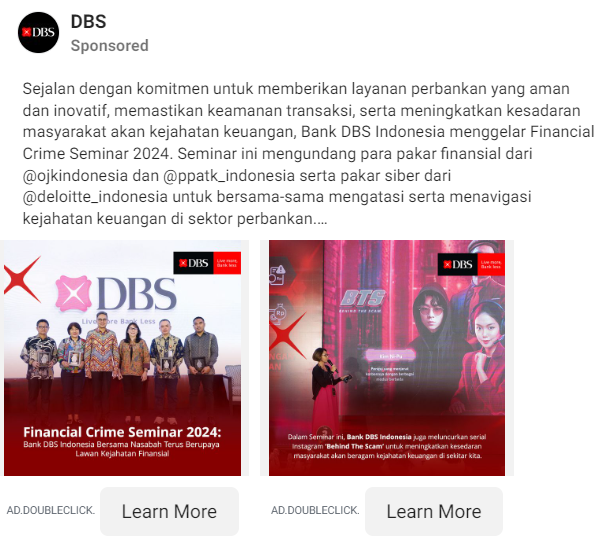 DBS
DBS
Sponsored
Sejalan dengan komitmen untuk memberikan layanan perbankan yang aman
dan inovatif, memastikan keamanan transaksi, serta meningkatkan kesadaran
masyarakat akan kejahatan keuangan, Bank DBS Indonesia menggelar Financial
Crime Seminar 2024. Seminar ini mengundang para pakar finansial dari
@ojkindonesia dan @ppatk_indonesia serta pakar siber dari
@deloitte_indonesia untuk bersama-sama mengatasi serta menavigasi
kejahatan keuangan di sektor perbankan....
DBS
Live more,
Bank less
DBS
Live more, Bank Less
Financial Crime Seminar 2024:
Bank DBS Indonesia Bersama Nasabah Terus Berupaya
Lawan Kejahatan Finansial
DBS
Live more,
Bank less
BTS
BEHIND THE SCAM
Rp
Dalam Seminar ini, Bank DBS Indonesia juga meluncurkan serial
Instagram 'Behind The Scam' untuk meningkatkan kesedaran
masyarakat akan beragam kejahatan keuangan di sekitar kita.
AD.DOUBLECLICK.
Learn More
AD.DOUBLECLICK.
Learn More